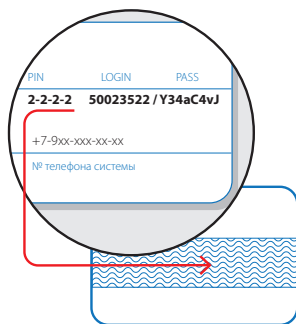 PIN LOGIN PASS
2-2-2-2 50023522 / Y34aC4vJ
+7-9xx-xxx-xx-xx
№ телефона системы